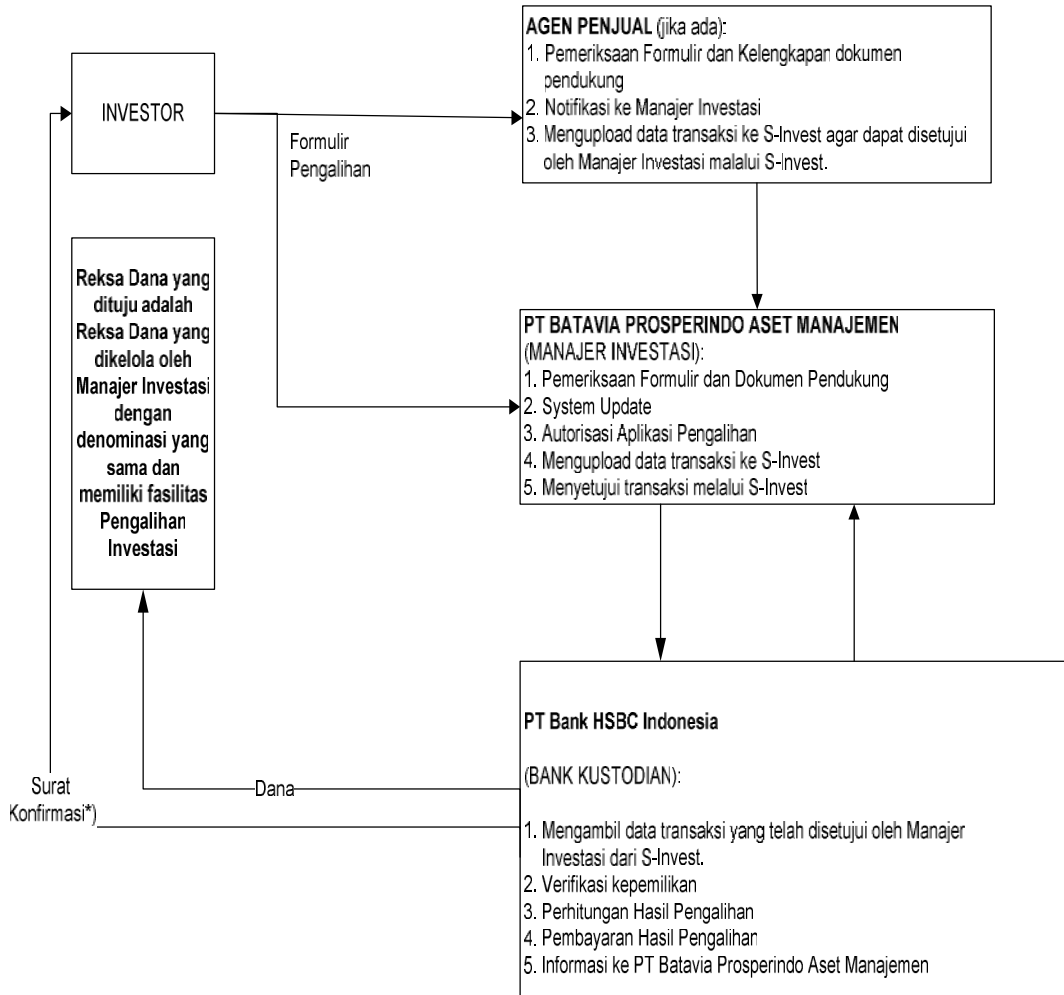 AGEN PENJUAL (jika ada):
1. Pemeriksaan Formulir dan Kelengkapan dokumen
pendukung
2. Notifikasi ke Manajer Investasi
3. Mengupload data transaksi ke S-Invest agar dapat disetujui
oleh Manajer Investasi malalui S-Invest.
INVESTOR
Formulir
Pengalihan
Reksa Dana yang
dituju adalah
Reksa Dana yang
dikelola oleh
Manajer Investasi
dengan
denominasi yang
sama dan
memiliki fasilitas
Pengalihan
Investasi
PT BATAVIA PROSPERINDO ASET MANAJEMEN
(MANAJER INVESTASI):
1. Pemeriksaan Formulir dan Dokumen Pendukung
2. System Update
3. Autorisasi Aplikasi Pengalihan
4. Mengupload data transaksi ke S-Invest
5. Menyetujui transaksi melalui S-Invest
PT Bank HSBC Indonesia
(BANK KUSTODIAN):
1. Mengambil data transaksi yang telah disetujui oleh Manajer
Investasi dari S-Invest.
2. Verifikasi kepemilikan
3. Perhitungan Hasil Pengalihan
4. Pembayaran Hasil Pengalihan
5. Informasi ke PT Batavia Prosperindo Aset Manajemen
Dana
Surat
Konfirmasi*)